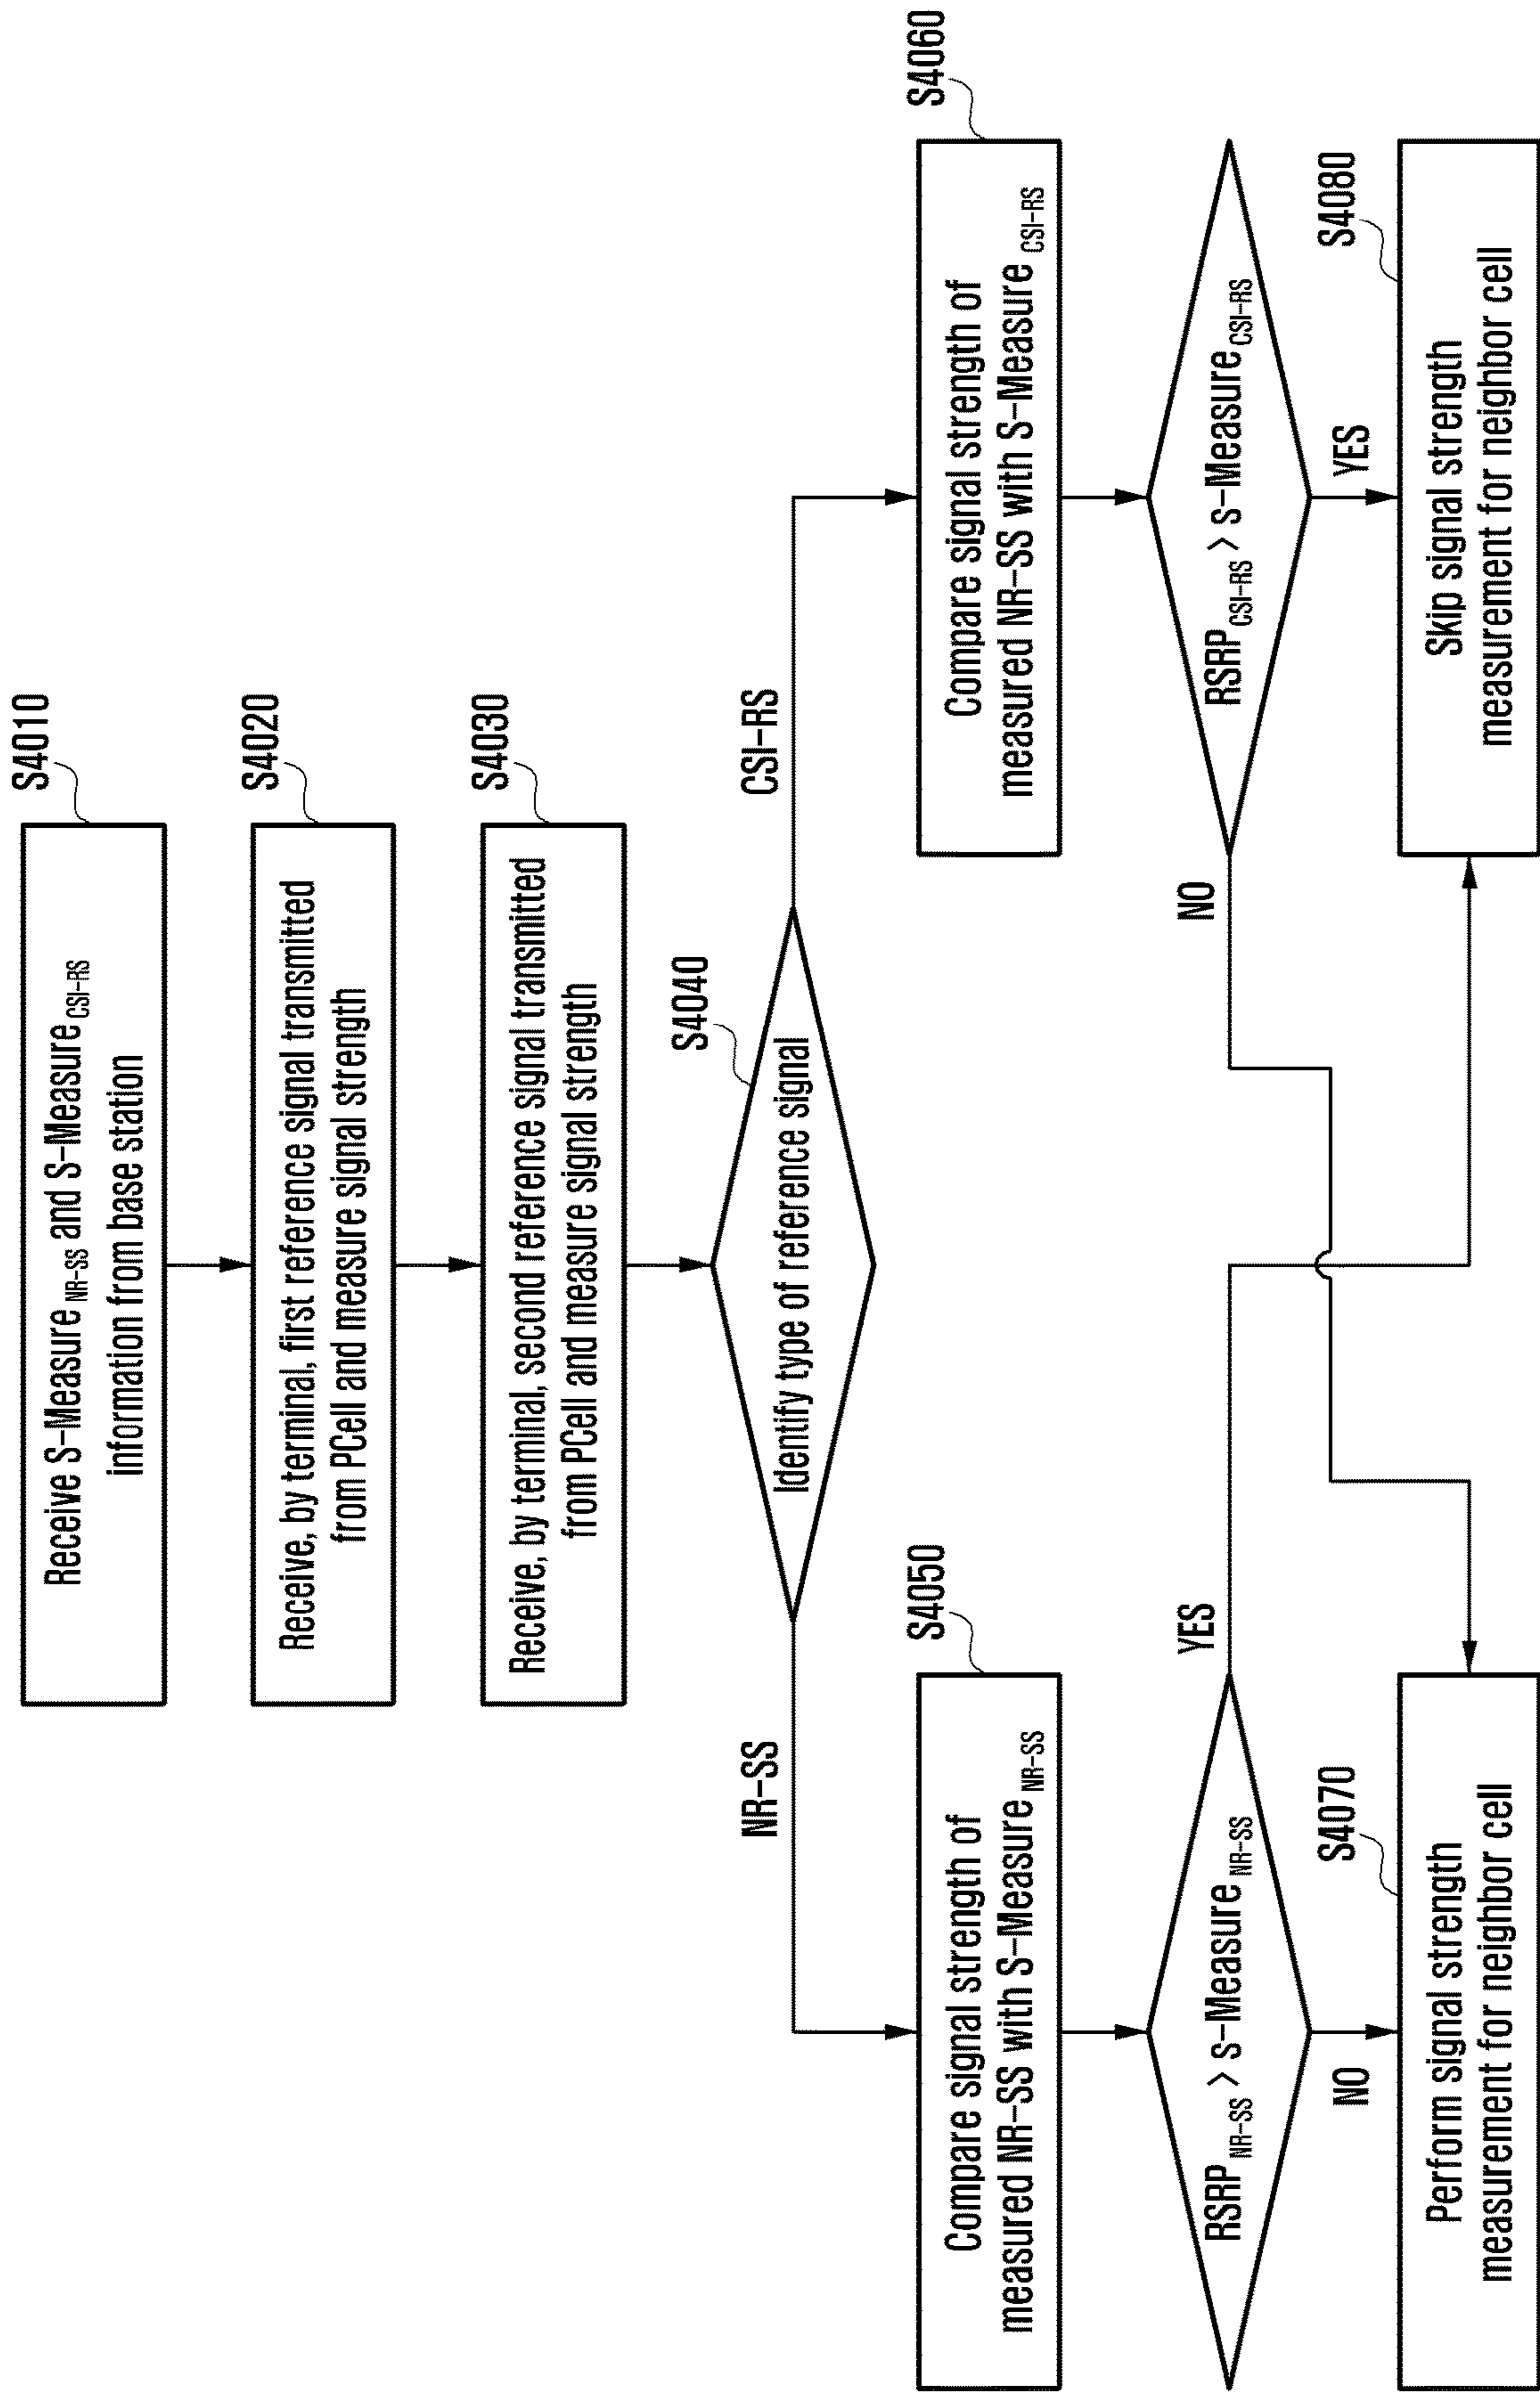 S4010
Receive S-Measure NR-SS and S-Measure CSI-RS
information from base station
S4020
Receive, by terminal, first reference signal transmitted
from PCell and measure signal strength
S4030
Receive, by terminal, second reference signal transmitted
from PCell and measure signal strength
S4040
Identify type of reference signal
NR-SS
CSI-RS
S4050
Compare signal strength of
measured NR-SS with S-Measure NR-SS
S4060
Compare signal strength of
measured NR-SS with S-Measure CSI-RS
RSRP NR-SS > S-Measure NR-SS
YES
NO
RSRP CSI-RS > S-Measure CSI-RS
NO
YES
S4070
Perform signal strength
measurement for neighbor cell
S4080
Skip signal strength
measurement for neighbor cell